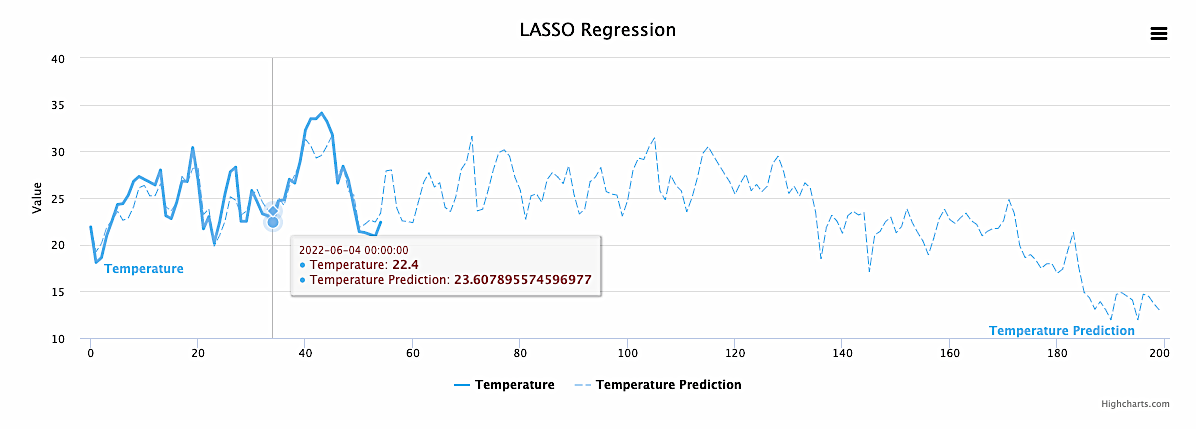 LASSO Regression
40
35
30
25
20
15
10
Value
2022-06-04 00:00:00
● Temperature: 22.4
● Temperature Prediction: 23.607895574596977
Temperature
Temperature Prediction
0 20 40 60 80 100 120 140 160 180 200
Temperature Temperature Prediction
Highcharts.com